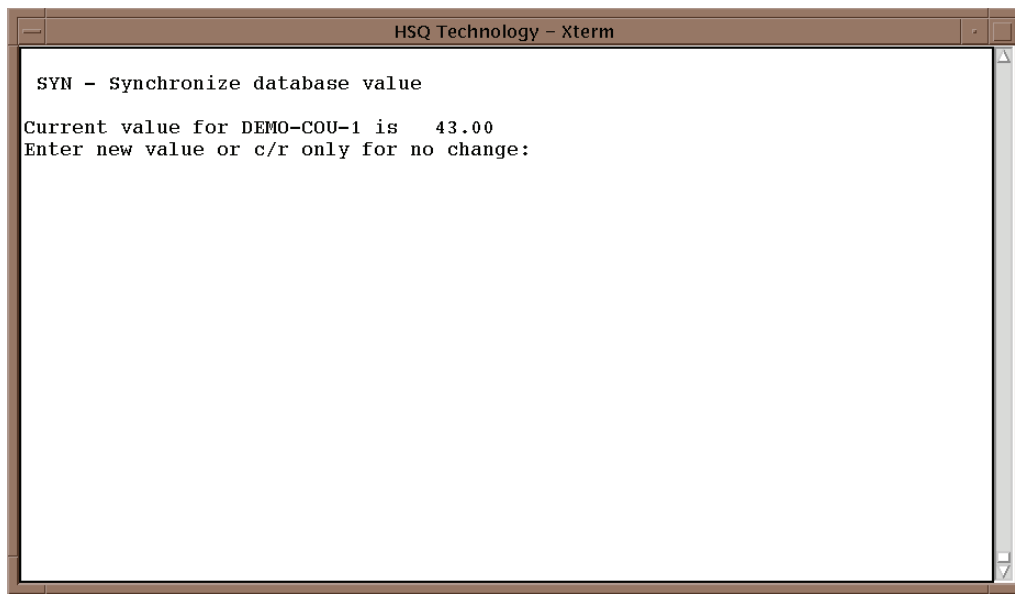 HSQ Technology - Xterm
SYN - Synchronize database value
Current value for DEMO-COU-1 is   43.00
Enter new value or c/r only for no change: